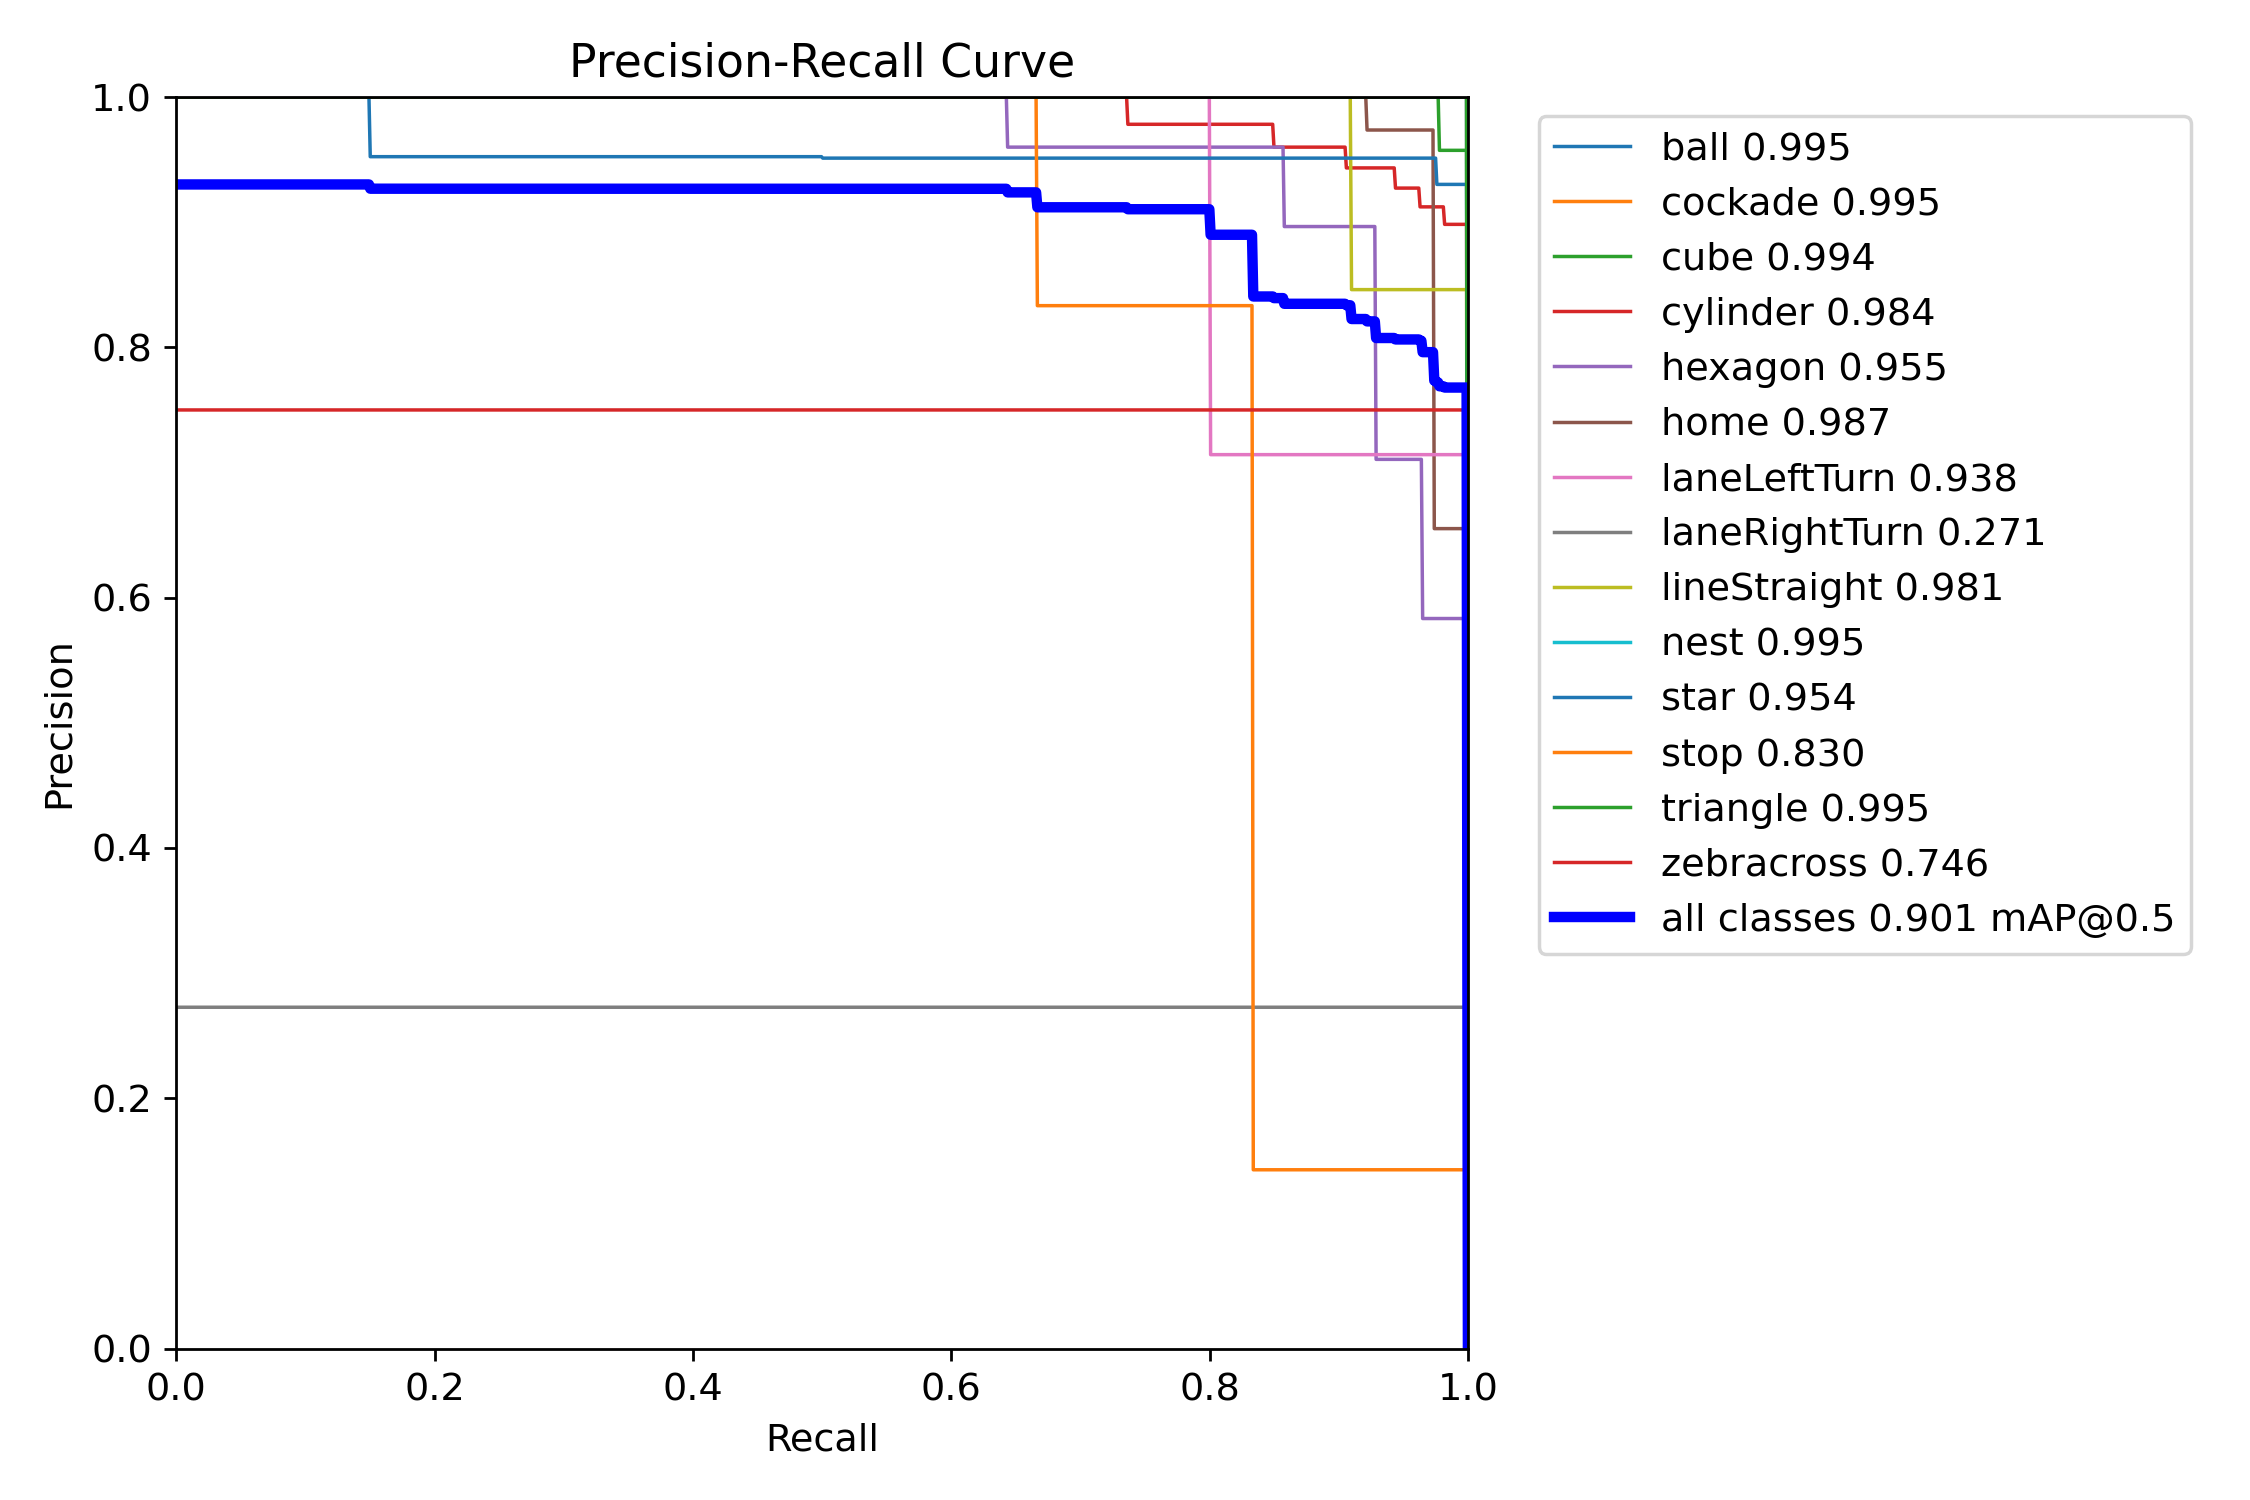 Precision-Recall Curve
1.0
0.8
0.6
0.4
0.2
0.0
Precision
0.0 0.2 0.4 0.6 0.8 1.0
Recall
ball 0.995
cockade 0.995
cube 0.994
cylinder 0.984
hexagon 0.955
home 0.987
laneLeftTurn 0.938
laneRightTurn 0.271
lineStraight 0.981
nest 0.995
star 0.954
stop 0.830
triangle 0.995
zebracross 0.746
all classes 0.901 mAP@0.5